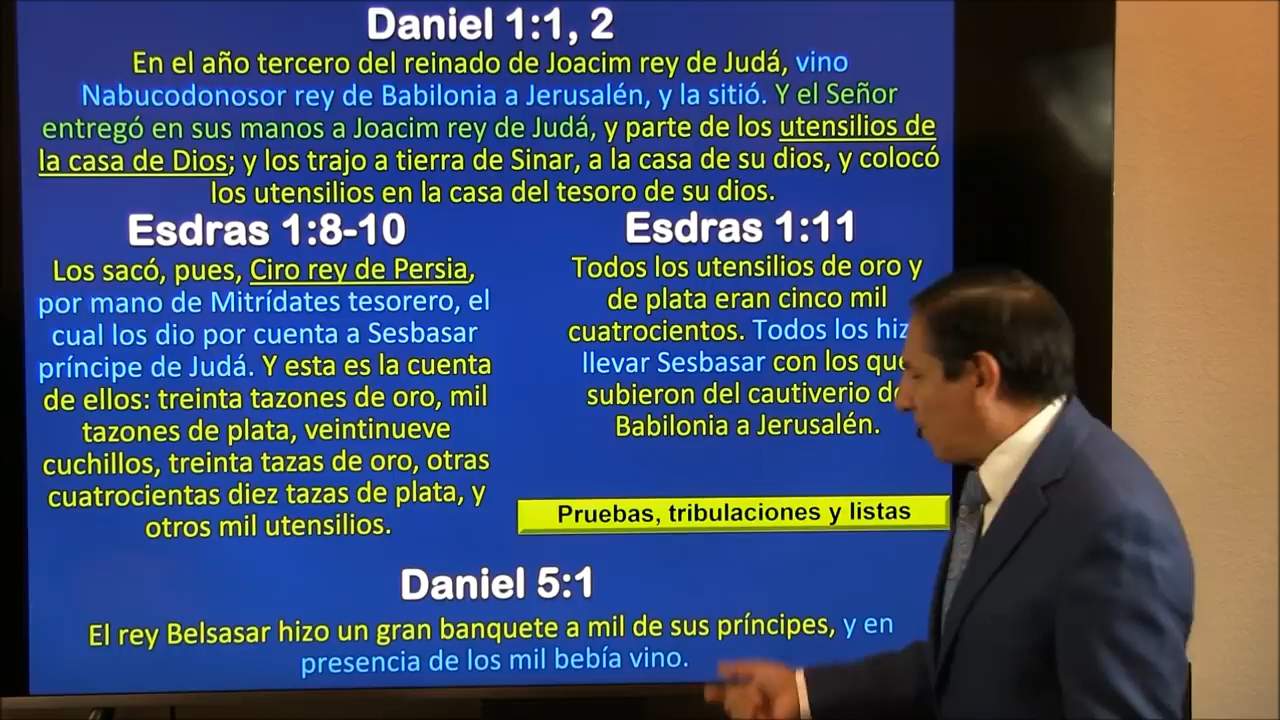 Daniel 1:1, 2
En el año tercero del reinado de Joacim rey de Judá, vino
Nabucodonosor rey de Babilonia a Jerusalén, y la sitió. Y el Señor
entregó en sus manos a Joacim rey de Judá, y parte de los utensilios de
la casa de Dios; y los trajo a tierra de Sinar, a la casa de su dios, y colocó
los utensilios en la casa del tesoro de su dios.
Esdras 1:8-10
Los sacó, pues, Ciro rey de Persia,
por mano de Mitrídates tesorero, el
cual los dio por cuenta a Sesbasar
príncipe de Judá. Y esta es la cuenta
de ellos: treinta tazones de oro, mil
tazones de plata, veintinueve
cuchillos, treinta tazas de oro, otras
cuatrocientas diez tazas de plata, y
otros mil utensilios.
Esdras 1:11
Todos los utensilios de oro y
de plata eran cinco mil
cuatrocientos. Todos los
llevar Sesbasar con los que
subieron del cautiverio
Babilonia a Jerusalén.
Pruebas, tribulaciones y listas
Daniel 5:1
El rey Belsasar hizo un gran banquete a mil de sus príncipes, y en
presencia de los mil bebía vino.